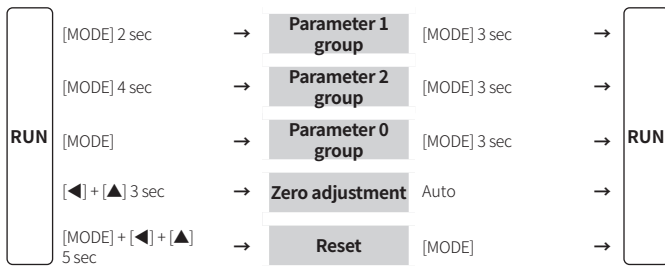 [MODE] 2 sec → Parameter 1 group [MODE] 3 sec →
[MODE] 4 sec → Parameter 2 group [MODE] 3 sec →
RUN [MODE] → Parameter 0 group [MODE] 3 sec → RUN
[◀] + [▲] 3 sec → Zero adjustment Auto →
[MODE] + [◀] + [▲] 5 sec → Reset [MODE] →